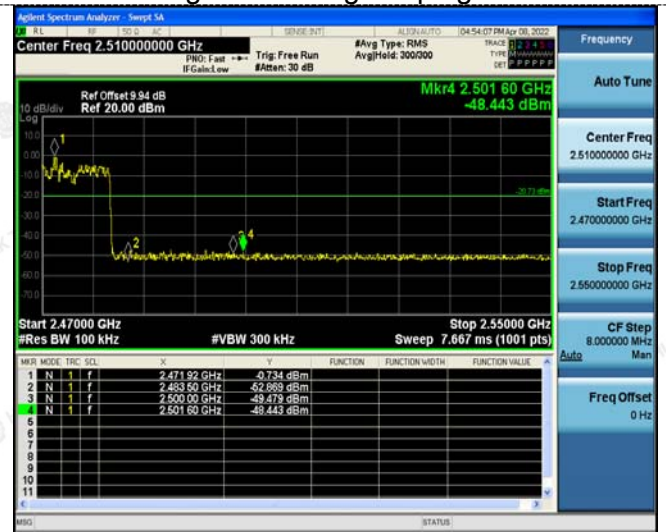 Agilent Spectrum Analyzer - Swept SA
RL RF 50 Ω AC SENSE:INT ALIGN AUTO 04:54:07 PM Apr 08, 2022
Center Freq 2.510000000 GHz
PNO: Fast Trig: Free Run
IFGain:Low #Atten: 30 dB
#Avg Type: RMS
Avg|Hold: 300/300
TRACE 1 2 3 4 5 6
TYPE M
DET P P P P P P
Frequency
Ref Offset 9.94 dB
10 dB/div Ref 20.00 dBm
Log
Mkr4 2.501 60 GHz
-48.443 dBm
10.0
0.00
-10.0
-20.0
-30.0
-40.0
-50.0
-60.0
-70.0
1
2
4
-20.73 dBm
Start 2.47000 GHz Stop 2.55000 GHz
#Res BW 100 kHz #VBW 300 kHz Sweep 7.667 ms (1001 pts)
MKR MODE TRC SCL X Y FUNCTION FUNCTION WIDTH FUNCTION VALUE
1 N 1 f 2.471 92 GHz -0.734 dBm
2 N 1 f 2.483 50 GHz -52.869 dBm
3 N 1 f 2.500 00 GHz -49.479 dBm
4 N 1 f 2.501 60 GHz -48.443 dBm
5
6
7
8
9
10
11
MSG STATUS
Auto Tune
Center Freq
2.510000000 GHz
Start Freq
2.470000000 GHz
Stop Freq
2.550000000 GHz
CF Step
8.000000 MHz
Auto Man
Freq Offset
0 Hz